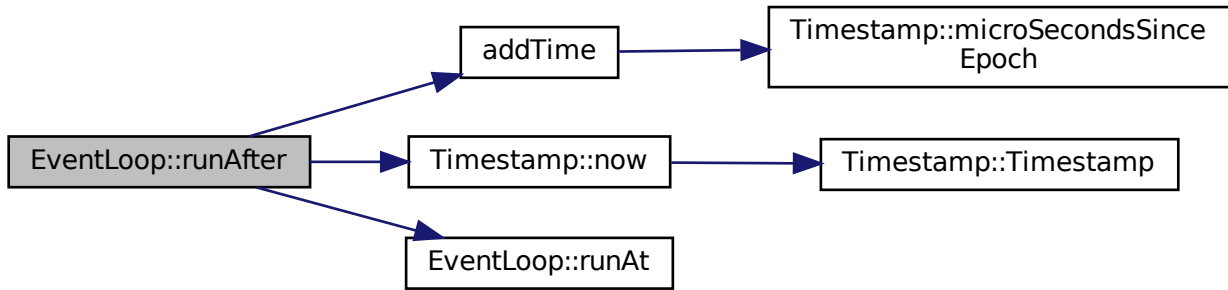 EventLoop::runAfter
addTime
Timestamp::microSecondsSince
Epoch
Timestamp::now
Timestamp::Timestamp
EventLoop::runAt